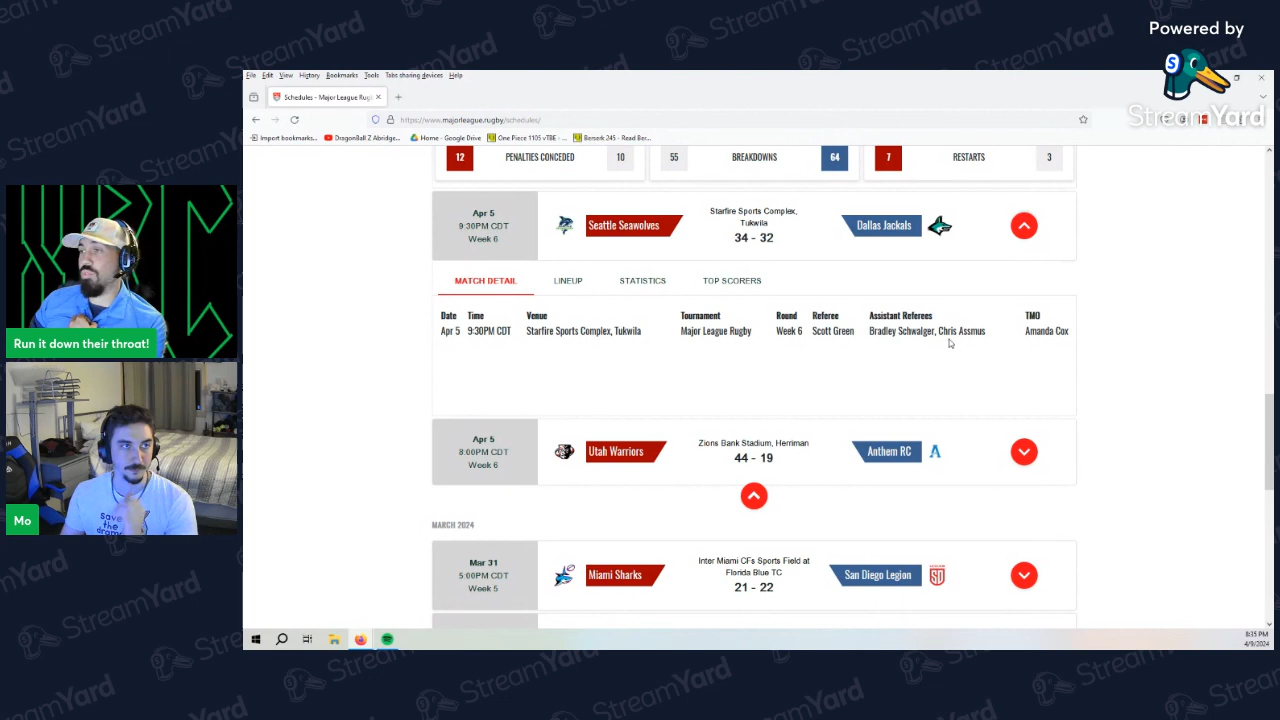 Powered by
StreamYard
File Edit View History Bookmarks Tools Tabs sharing devices Help
Schedules - Major League Rug
https://www.majorleague.rugby/schedules/
Import bookmarks... DragonBall Z Abridge... Home - Google Drive One Piece 1105 vTBE - ... Berserk 245 - Read Ber...
12 PENALTIES CONCEDED 10 55 BREAKDOWNS 64 7 RESTARTS 3
Apr 5
9:30PM CDT
Week 6
Seattle Seawolves
Starfire Sports Complex,
Tukwila
34 - 32
Dallas Jackals
MATCH DETAIL LINEUP STATISTICS TOP SCORERS
Date Time Venue Tournament Round Referee Assistant Referees TMO
Apr 5 9:30PM CDT Starfire Sports Complex, Tukwila Major League Rugby Week 6 Scott Green Bradley Schwalger, Chris Assmus Amanda Cox
Apr 5
8:00PM CDT
Week 6
Utah Warriors
Zions Bank Stadium, Herriman
44 - 19
Anthem RC
MARCH 2024
Mar 31
5:00PM CDT
Week 5
Miami Sharks
Inter Miami CFs Sports Field at
Florida Blue TC
21 - 22
San Diego Legion
8:35 PM
4/9/2024
Run it down their throat!
Save
the
drama
Mo